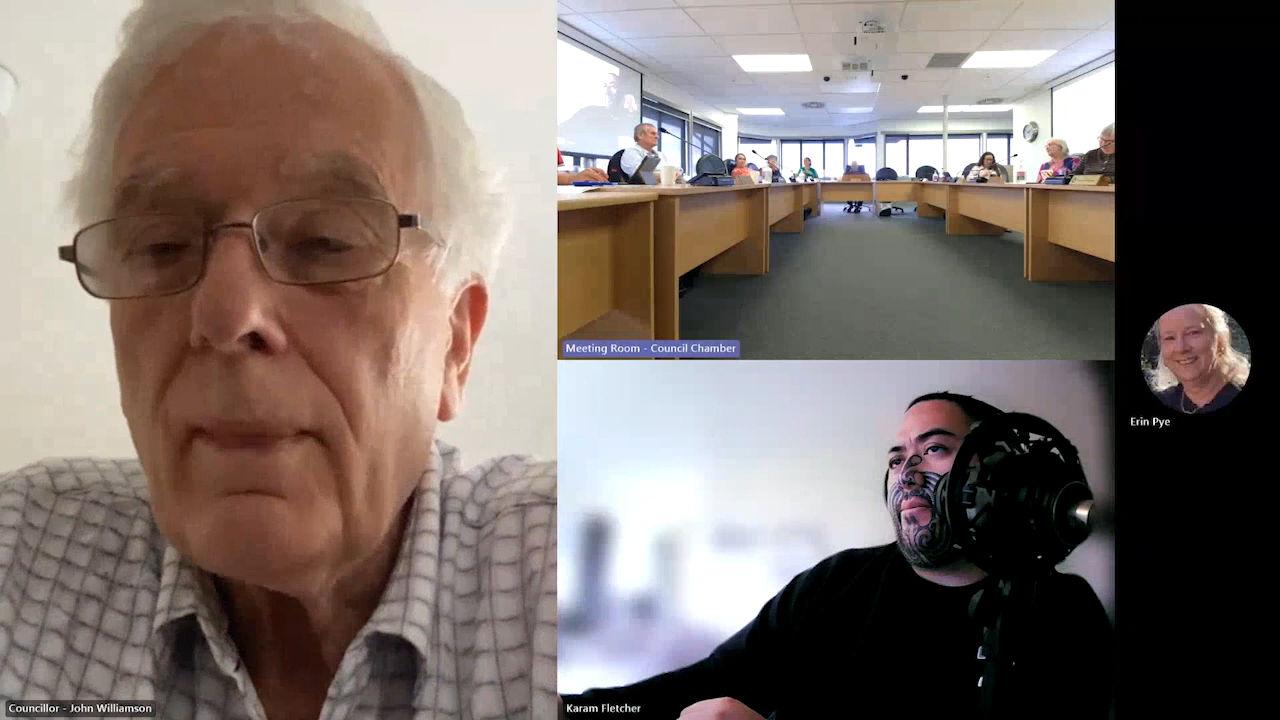 Meeting Room - Council Chamber
Erin Pye
Councillor - John Williamson
Karam Fletcher